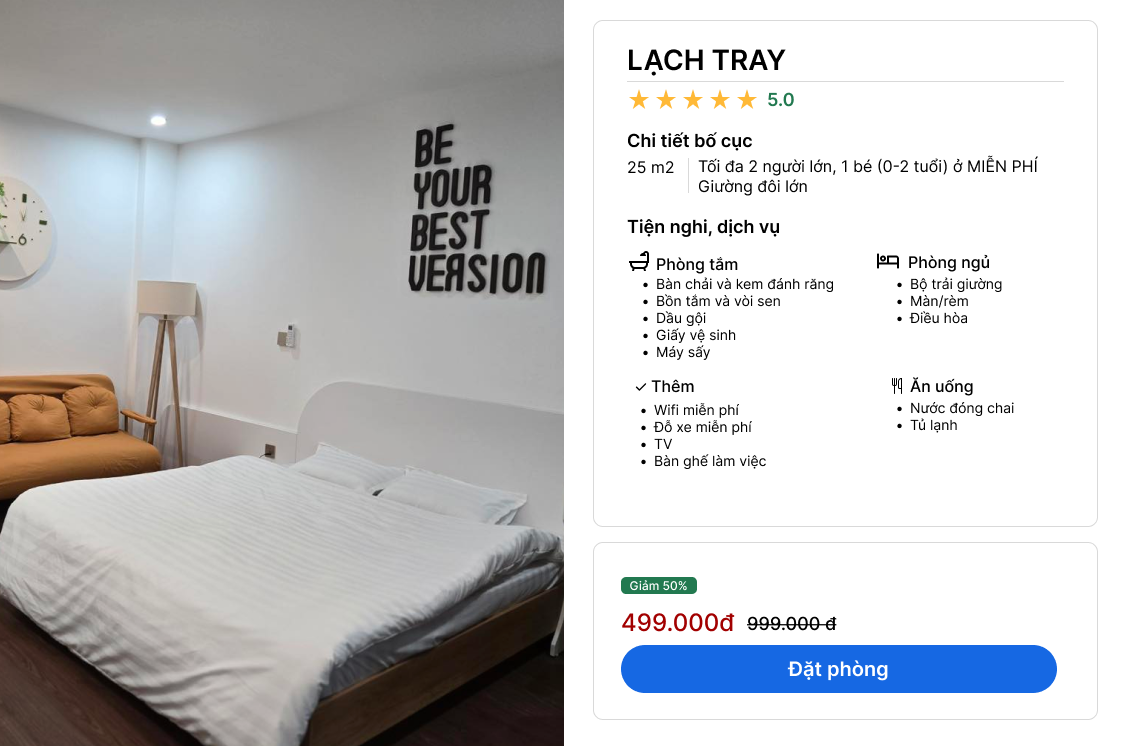 BE
YOUR
BEST
VERSION
6
LẠCH TRAY
5.0
Chi tiết bố cục
25 m2
Tối đa 2 người lớn, 1 bé (0-2 tuổi) ở MIỄN PHÍ
Giường đôi lớn
Tiện nghi, dịch vụ
Phòng tắm
• Bàn chải và kem đánh răng
• Bồn tắm và vòi sen
• Dầu gội
• Giấy vệ sinh
• Máy sấy
Phòng ngủ
• Bộ trải giường
• Màn/rèm
• Điều hòa
Thêm
• Wifi miễn phí
• Đỗ xe miễn phí
• TV
• Bàn ghế làm việc
Ăn uống
• Nước đóng chai
• Tủ lạnh
Giảm 50%
499.000đ 999.000 đ
Đặt phòng